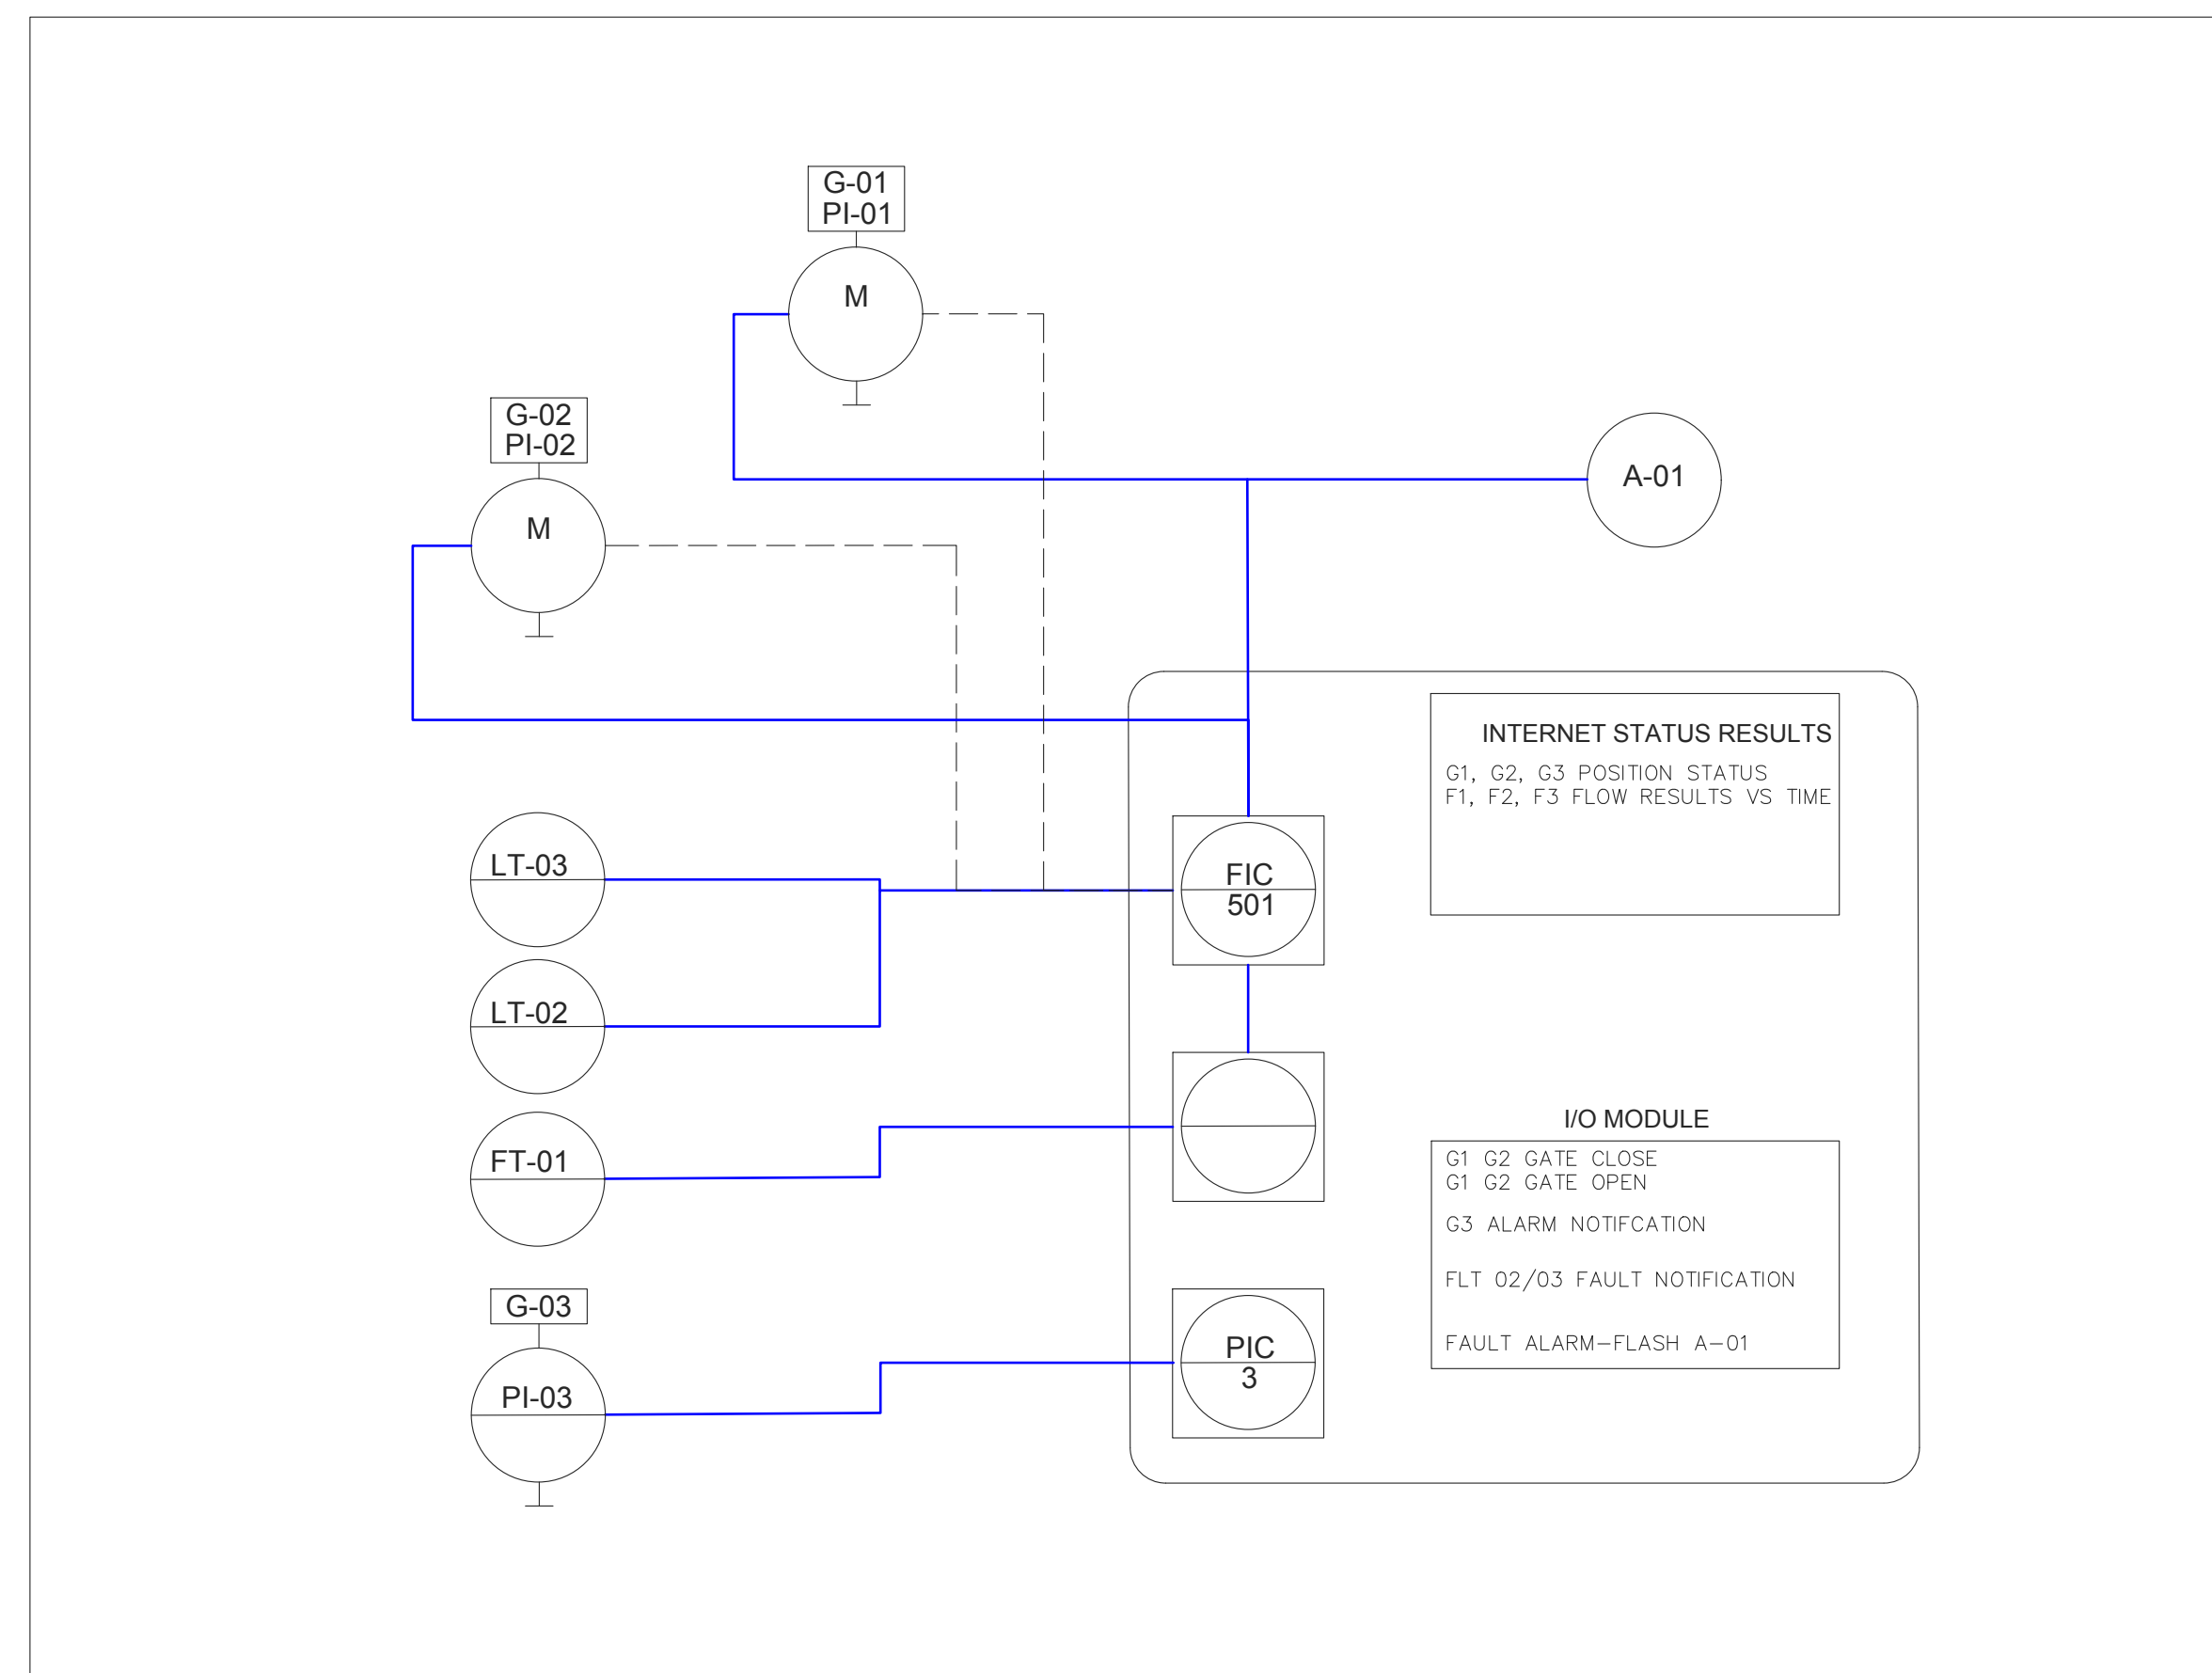 G-01
PI-01
M
G-02
PI-02
M
A-01
INTERNET STATUS RESULTS
G1, G2, G3 POSITION STATUS
F1, F2, F3 FLOW RESULTS VS TIME
LT-03
FIC
501
LT-02
FT-01
I/O MODULE
G1 G2 GATE CLOSE
G1 G2 GATE OPEN
G3 ALARM NOTIFCATION
FLT 02/03 FAULT NOTIFICATION
FAULT ALARM-FLASH A-01
G-03
PI-03
PIC
3